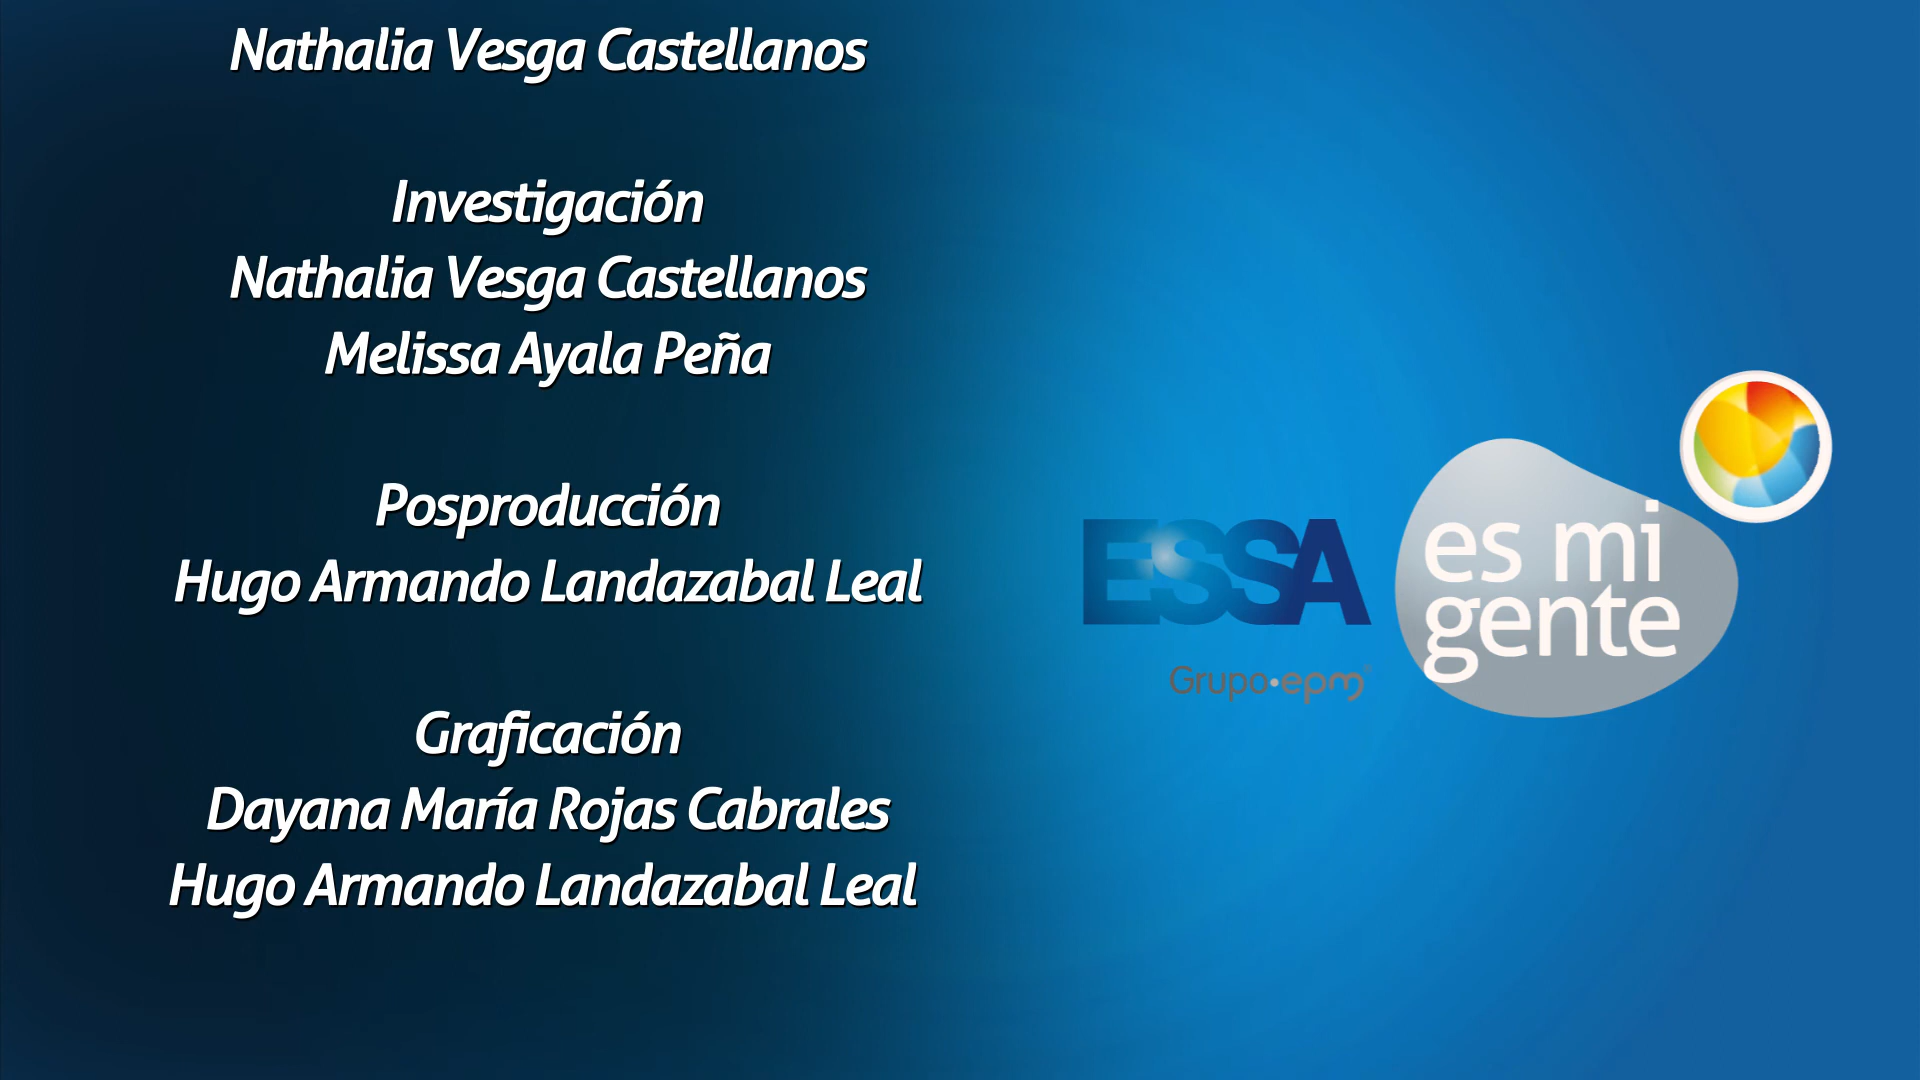 Nathalia Vesga Castellanos
Investigación
Nathalia Vesga Castellanos
Melissa Ayala Peña
Posproducción
Hugo Armando Landazabal Leal
Graficación
Dayana María Rojas Cabrales
Hugo Armando Landazabal Leal
ESSA
Grupo·epm®
es mi
gente